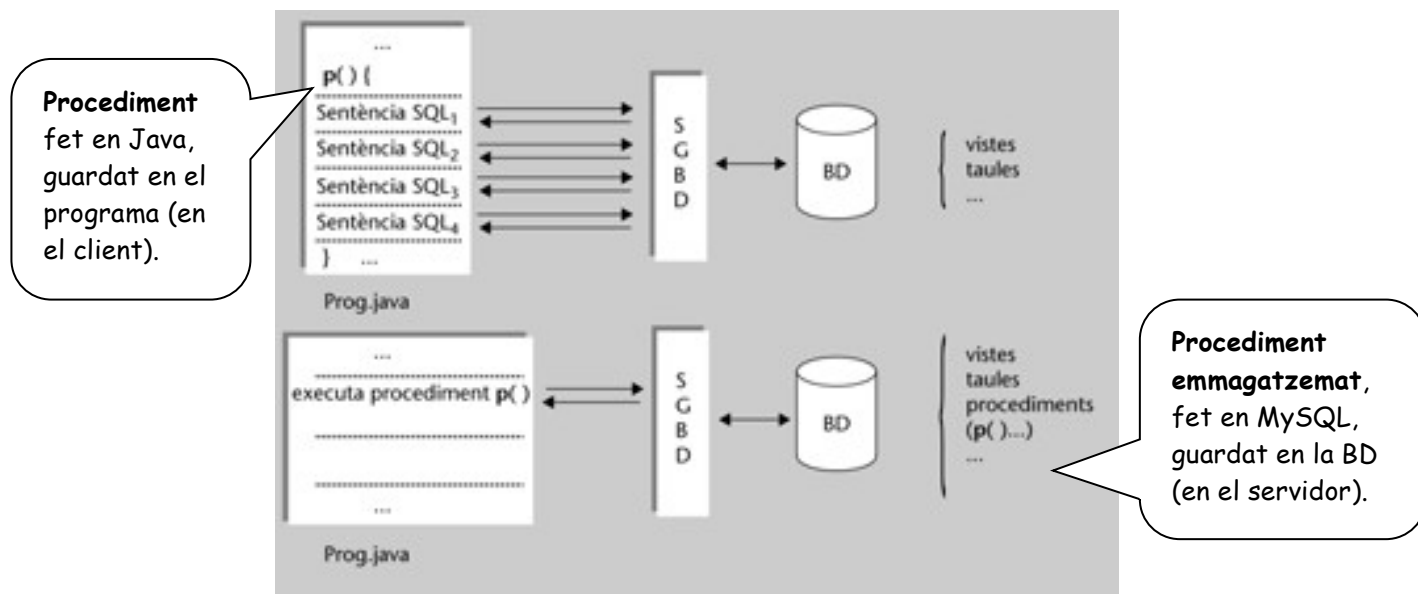 Procediment
fet en Java,
guardat en el
programa (en
el client).
...
p( ) {
Sentència SQL1
Sentència SQL2
Sentència SQL3
Sentència SQL4
} ...
Prog.java
S
G
B
D
BD
vistes
taules
...
...
executa procediment p( )
...
Prog.java
S
G
B
D
BD
vistes
taules
procediments
(p( )...)
...
Procediment
emmagatzemat,
fet en MySQL,
guardat en la BD
(en el servidor).